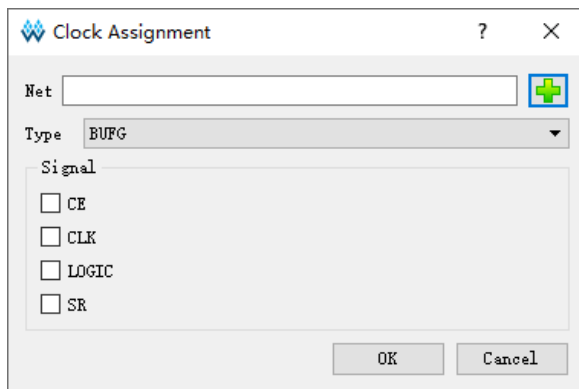 Clock Assignment ?
Net
Type BUFG
Signal
CE
CLK
LOGIC
SR
OK Cancel